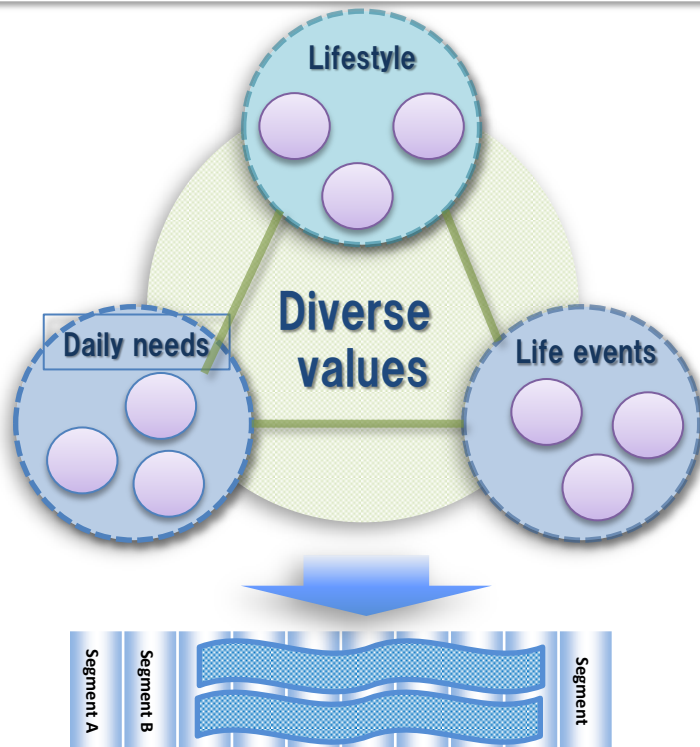 Lifestyle
Diverse
values
Daily needs
Life events
Segment A
Segment B
Segment